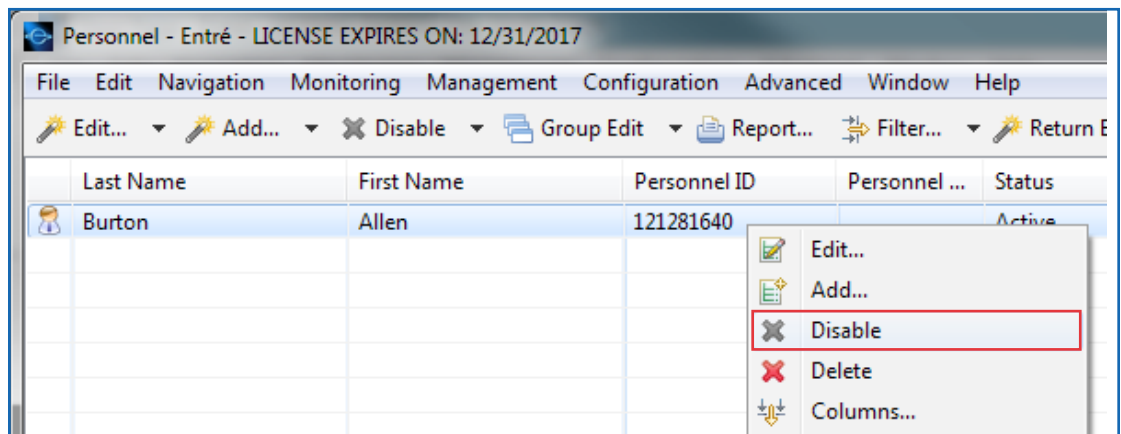 Personnel - Entré - LICENSE EXPIRES ON: 12/31/2017
File Edit Navigation Monitoring Management Configuration Advanced Window Help
Edit... Add... Disable Group Edit Report... Filter... Return
Last Name First Name Personnel ID Personnel ... Status
Burton Allen 121281640 Active
Edit...
Add...
Disable
Delete
Columns...